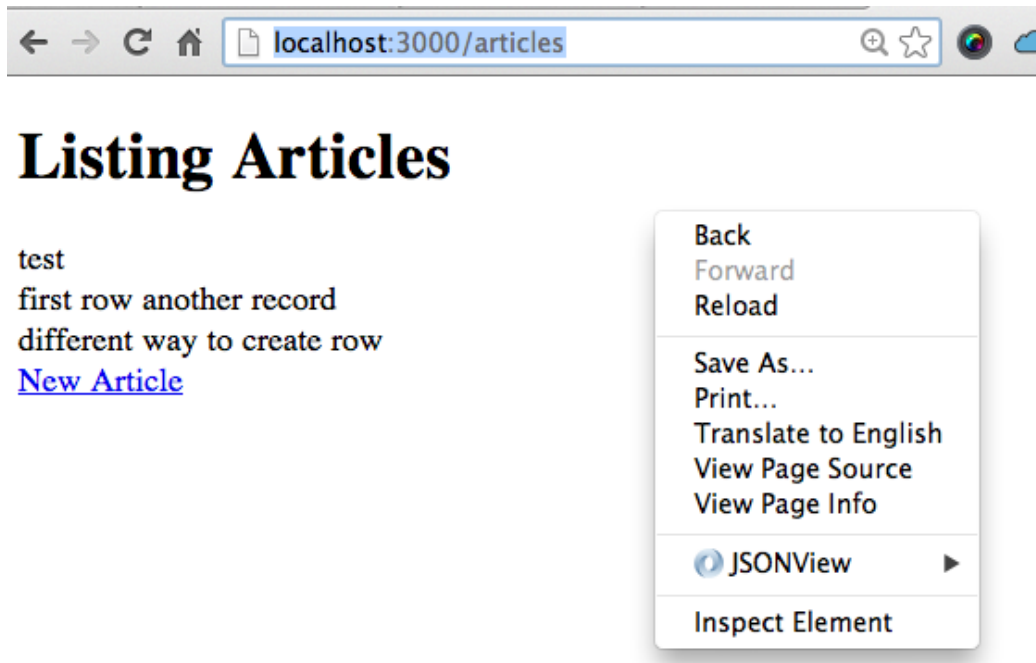 localhost:3000/articles
Listing Articles
test
first row another record
different way to create row
New Article
Back
Forward
Reload
Save As...
Print...
Translate to English
View Page Source
View Page Info
JSONView
Inspect Element